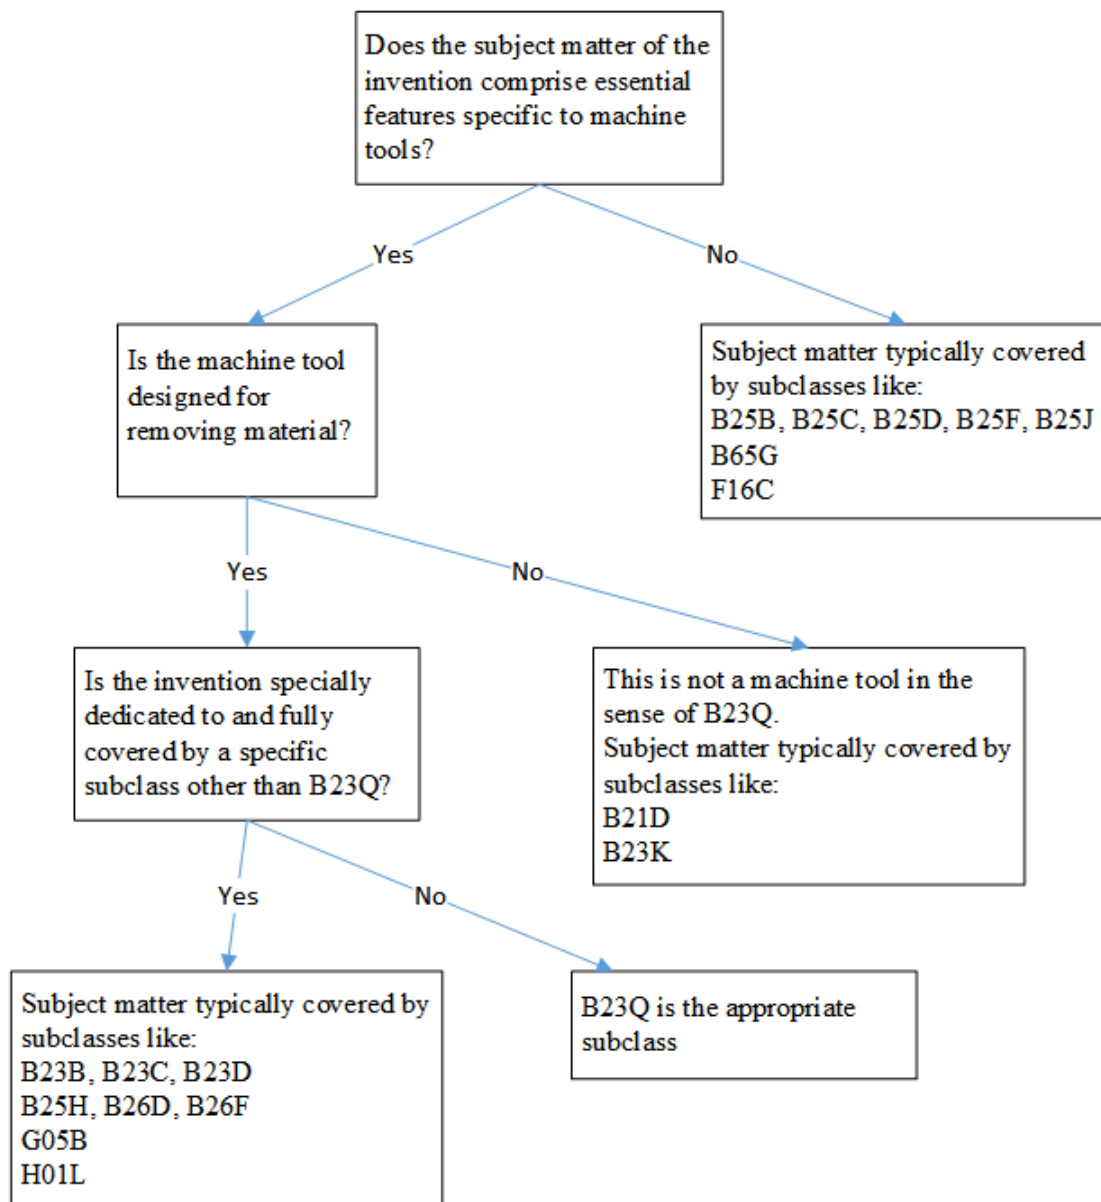 Does the subject matter of the
invention comprise essential
features specific to machine
tools?
Yes
No
Is the machine tool
designed for
removing material?
Subject matter typically covered
by subclasses like:
B25B, B25C, B25D, B25F, B25J
B65G
F16C
Yes
No
Is the invention specially
dedicated to and fully
covered by a specific
subclass other than B23Q?
This is not a machine tool in the
sense of B23Q.
Subject matter typically covered by
subclasses like:
B21D
B23K
Yes
No
Subject matter typically covered by
subclasses like:
B23B, B23C, B23D
B25H, B26D, B26F
G05B
H01L
B23Q is the appropriate
subclass